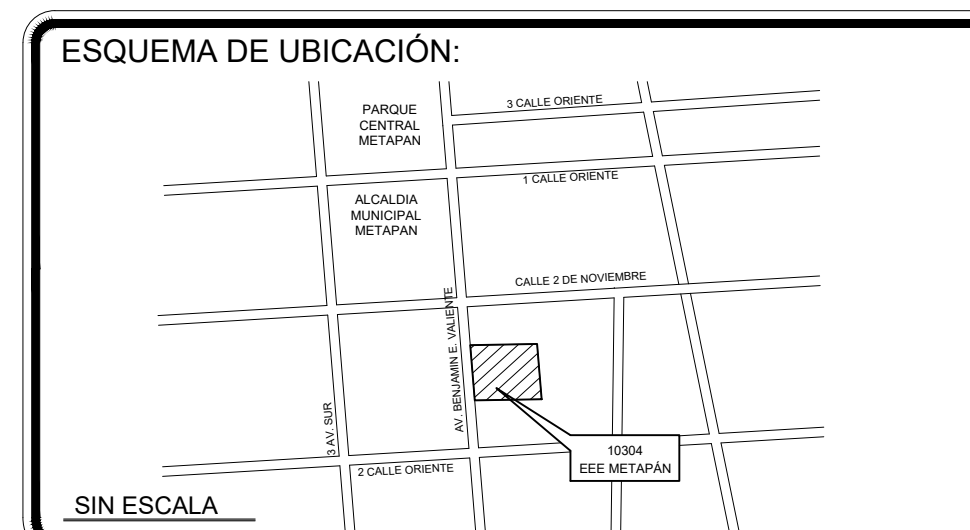 ESQUEMA DE UBICACIÓN:
PARQUE
CENTRAL
METAPAN
3 CALLE ORIENTE
1 CALLE ORIENTE
ALCALDIA
MUNICIPAL
METAPAN
CALLE 2 DE NOVIEMBRE
AV. BENJAMIN E. VALIENTE
3 AV. SUR
10304
EEE METAPÁN
2 CALLE ORIENTE
SIN ESCALA